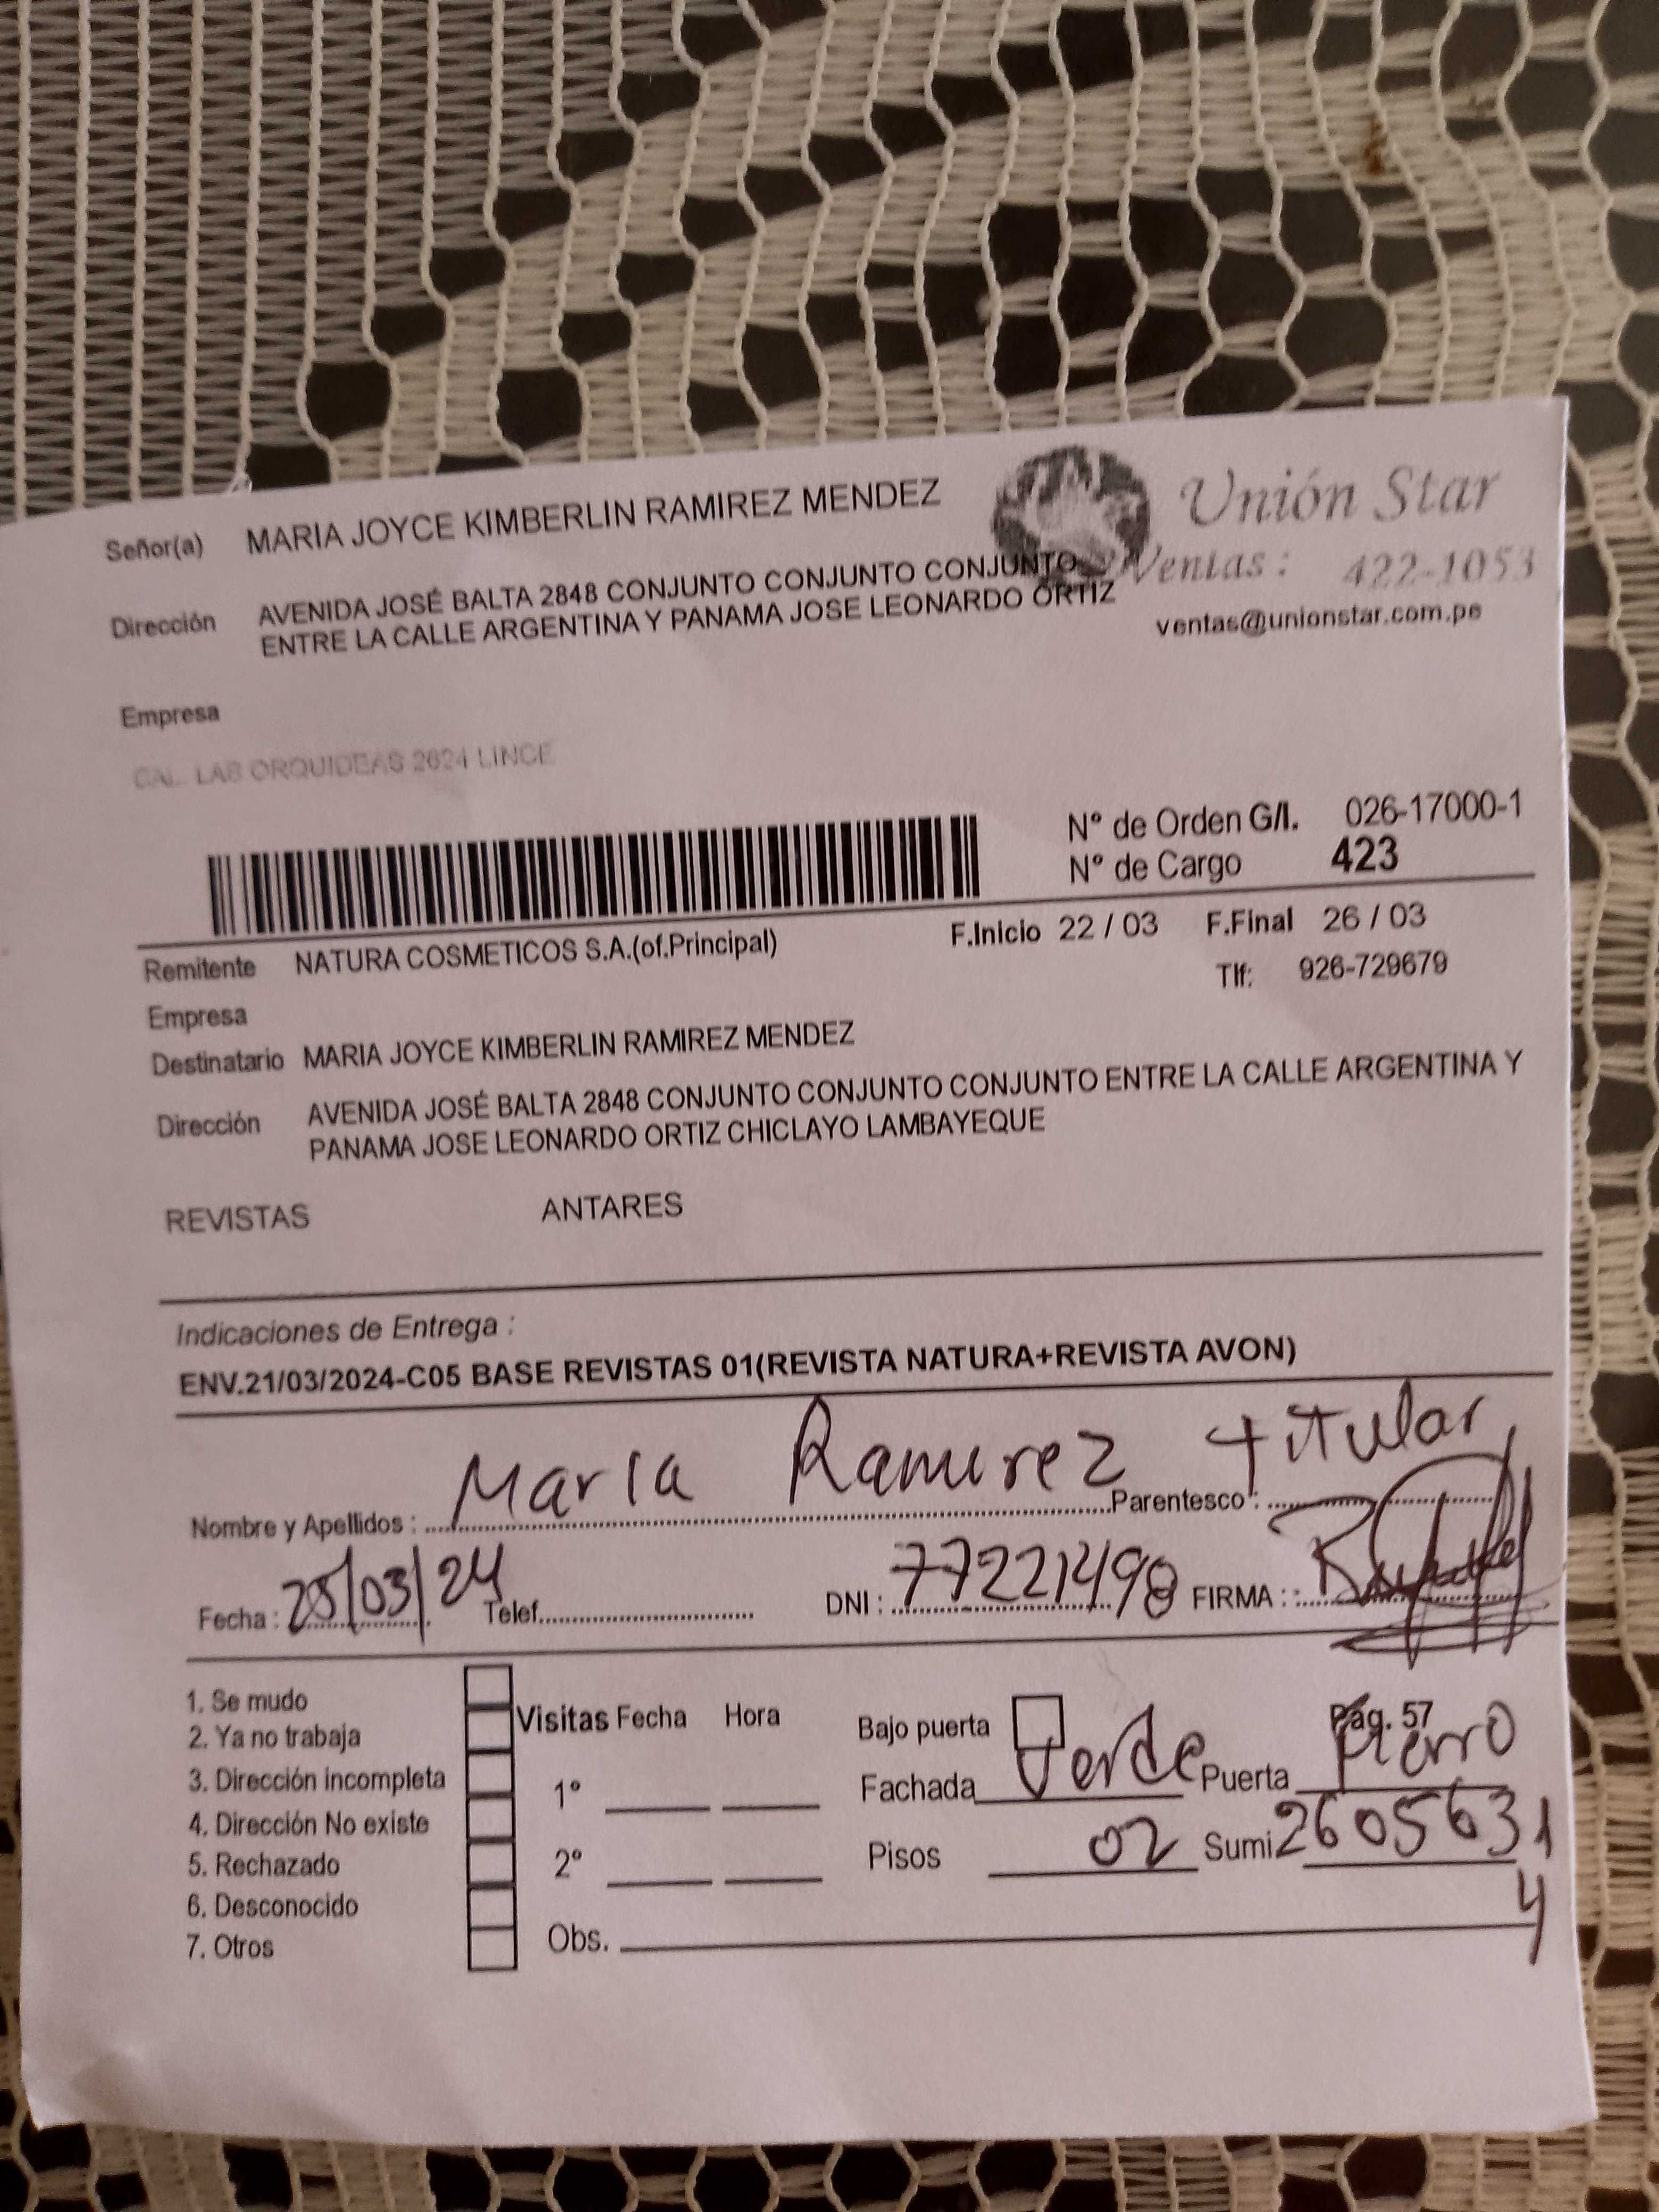 Señor(a) MARIA JOYCE KIMBERLIN RAMIREZ MENDEZ
Unión Star
Ventas : 422-1053
ventas@unionstar.com.pe
Dirección AVENIDA JOSÉ BALTA 2848 CONJUNTO CONJUNTO CONJUNTO
ENTRE LA CALLE ARGENTINA Y PANAMA JOSE LEONARDO ORTIZ
Empresa
CAL. LAS ORQUIDEAS 2624 LINCE
N° de Orden G/I. 026-17000-1
N° de Cargo 423
Remitente NATURA COSMETICOS S.A.(of.Principal) F.Inicio 22 / 03 F.Final 26 / 03
Tlf: 926-729679
Empresa
Destinatario MARIA JOYCE KIMBERLIN RAMIREZ MENDEZ
Dirección AVENIDA JOSÉ BALTA 2848 CONJUNTO CONJUNTO CONJUNTO ENTRE LA CALLE ARGENTINA Y
PANAMA JOSE LEONARDO ORTIZ CHICLAYO LAMBAYEQUE
REVISTAS ANTARES
Indicaciones de Entrega :
ENV.21/03/2024-C05 BASE REVISTAS 01(REVISTA NATURA+REVISTA AVON)
Nombre y Apellidos : Maria Ramirez Parentesco : titular
Fecha : 25/03/24 Telef. DNI : 77221490 FIRMA : :
1. Se mudo
2. Ya no trabaja
3. Dirección incompleta
4. Dirección No existe
5. Rechazado
6. Desconocido
7. Otros
Visitas Fecha Hora
1º
2º
Obs.
Bajo puerta Pág. 57
Fachada Verde Puerta Fierro
Pisos 02 Sumi 26056314